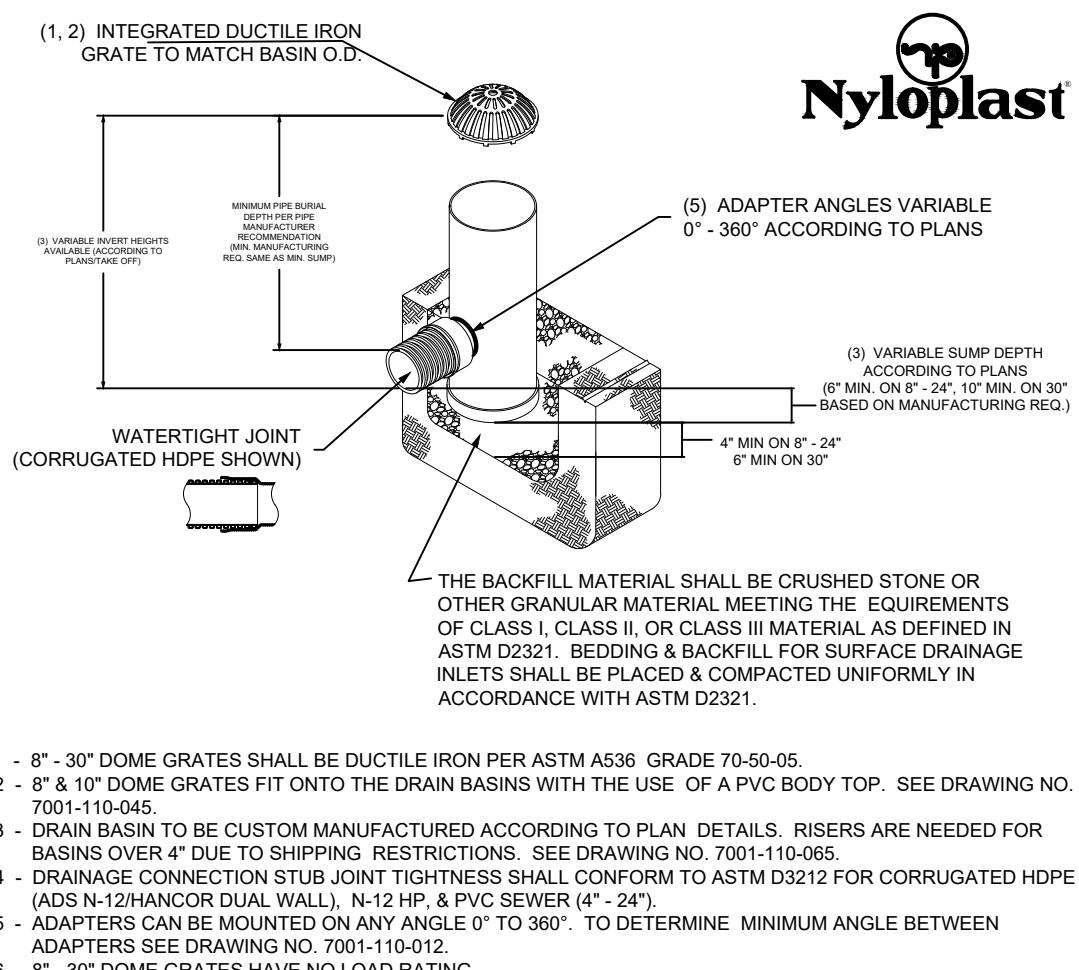 (1, 2) INTEGRATED DUCTILE IRON
GRATE TO MATCH BASIN O.D.
Nyloplast®
MINIMUM PIPE BURIAL
DEPTH PER PIPE
MANUFACTURER
RECOMMENDATION
(MIN. MANUFACTURING
REQ. SAME AS MIN. SUMP)
(3) VARIABLE INVERT HEIGHTS
AVAILABLE (ACCORDING TO
PLANS/TAKE OFF)
(5) ADAPTER ANGLES VARIABLE
0° - 360° ACCORDING TO PLANS
(3) VARIABLE SUMP DEPTH
ACCORDING TO PLANS
(6" MIN. ON 8" - 24", 10" MIN. ON 30"
BASED ON MANUFACTURING REQ.)
4" MIN ON 8" - 24"
6" MIN ON 30"
WATERTIGHT JOINT
(CORRUGATED HDPE SHOWN)
THE BACKFILL MATERIAL SHALL BE CRUSHED STONE OR
OTHER GRANULAR MATERIAL MEETING THE EQUIREMENTS
OF CLASS I, CLASS II, OR CLASS III MATERIAL AS DEFINED IN
ASTM D2321. BEDDING & BACKFILL FOR SURFACE DRAINAGE
INLETS SHALL BE PLACED & COMPACTED UNIFORMLY IN
ACCORDANCE WITH ASTM D2321.
- 8" - 30" DOME GRATES SHALL BE DUCTILE IRON PER ASTM A536 GRADE 70-50-05.
2 - 8" & 10" DOME GRATES FIT ONTO THE DRAIN BASINS WITH THE USE OF A PVC BODY TOP. SEE DRAWING NO.
7001-110-045.
3 - DRAIN BASIN TO BE CUSTOM MANUFACTURED ACCORDING TO PLAN DETAILS. RISERS ARE NEEDED FOR
BASINS OVER 4" DUE TO SHIPPING RESTRICTIONS. SEE DRAWING NO. 7001-110-065.
4 - DRAINAGE CONNECTION STUB JOINT TIGHTNESS SHALL CONFORM TO ASTM D3212 FOR CORRUGATED HDPE
(ADS N-12/HANCOR DUAL WALL), N-12 HP, & PVC SEWER (4" - 24").
5 - ADAPTERS CAN BE MOUNTED ON ANY ANGLE 0° TO 360°. TO DETERMINE MINIMUM ANGLE BETWEEN
ADAPTERS SEE DRAWING NO. 7001-110-012.
6 - 8" - 30" DOME GRATES HAVE NO LOAD RATING